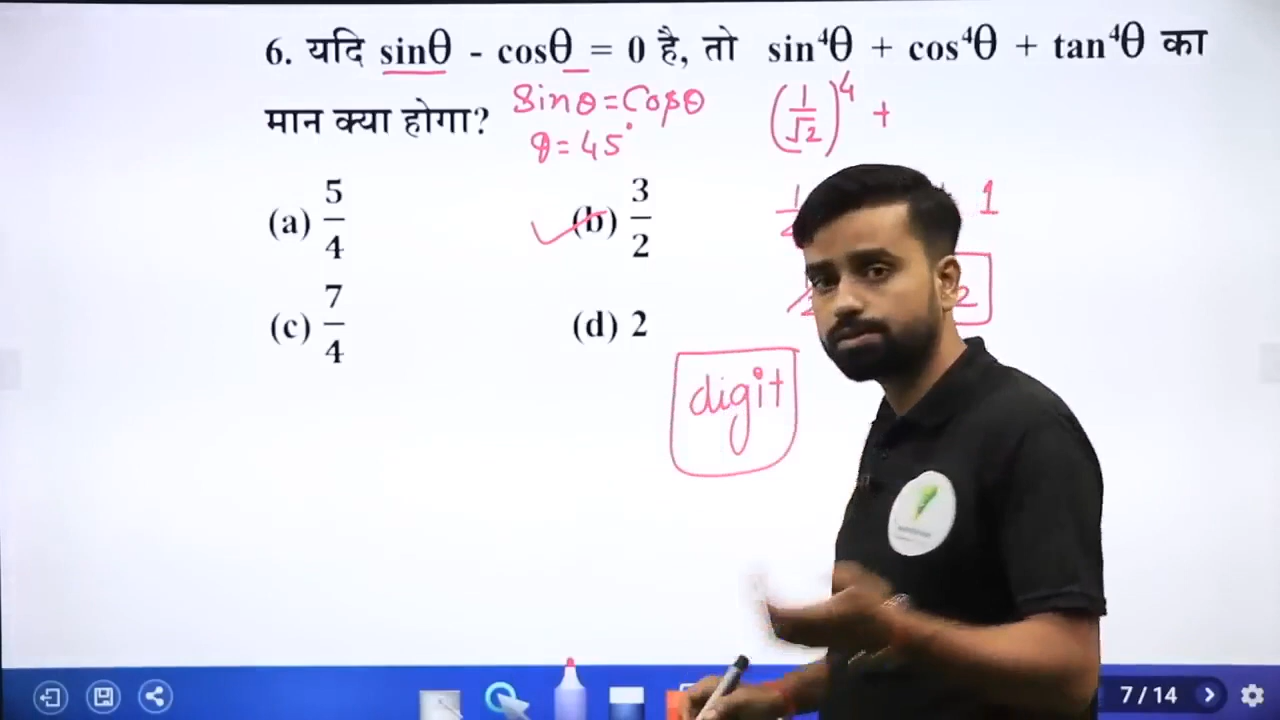 6. यदि sinθ - cosθ = 0 है, तो sin⁴θ + cos⁴θ + tan⁴θ का
मान क्या होगा?
sinθ = cosθ
θ = 45°
(1/√2)⁴ +
1
(a) 5/4
(b) 3/2
2
(c) 7/4
(d) 2
digit
7 / 14